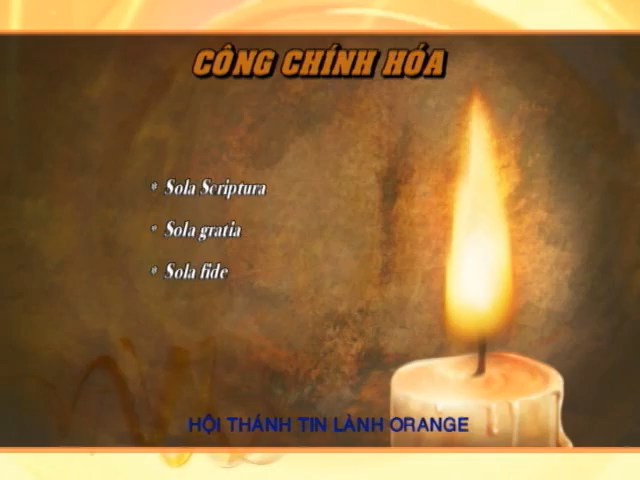 CÔNG CHÍNH HÓA
* Sola Scriptura
* Sola gratia
* Sola fide
HỘI THÁNH TIN LÀNH ORANGE